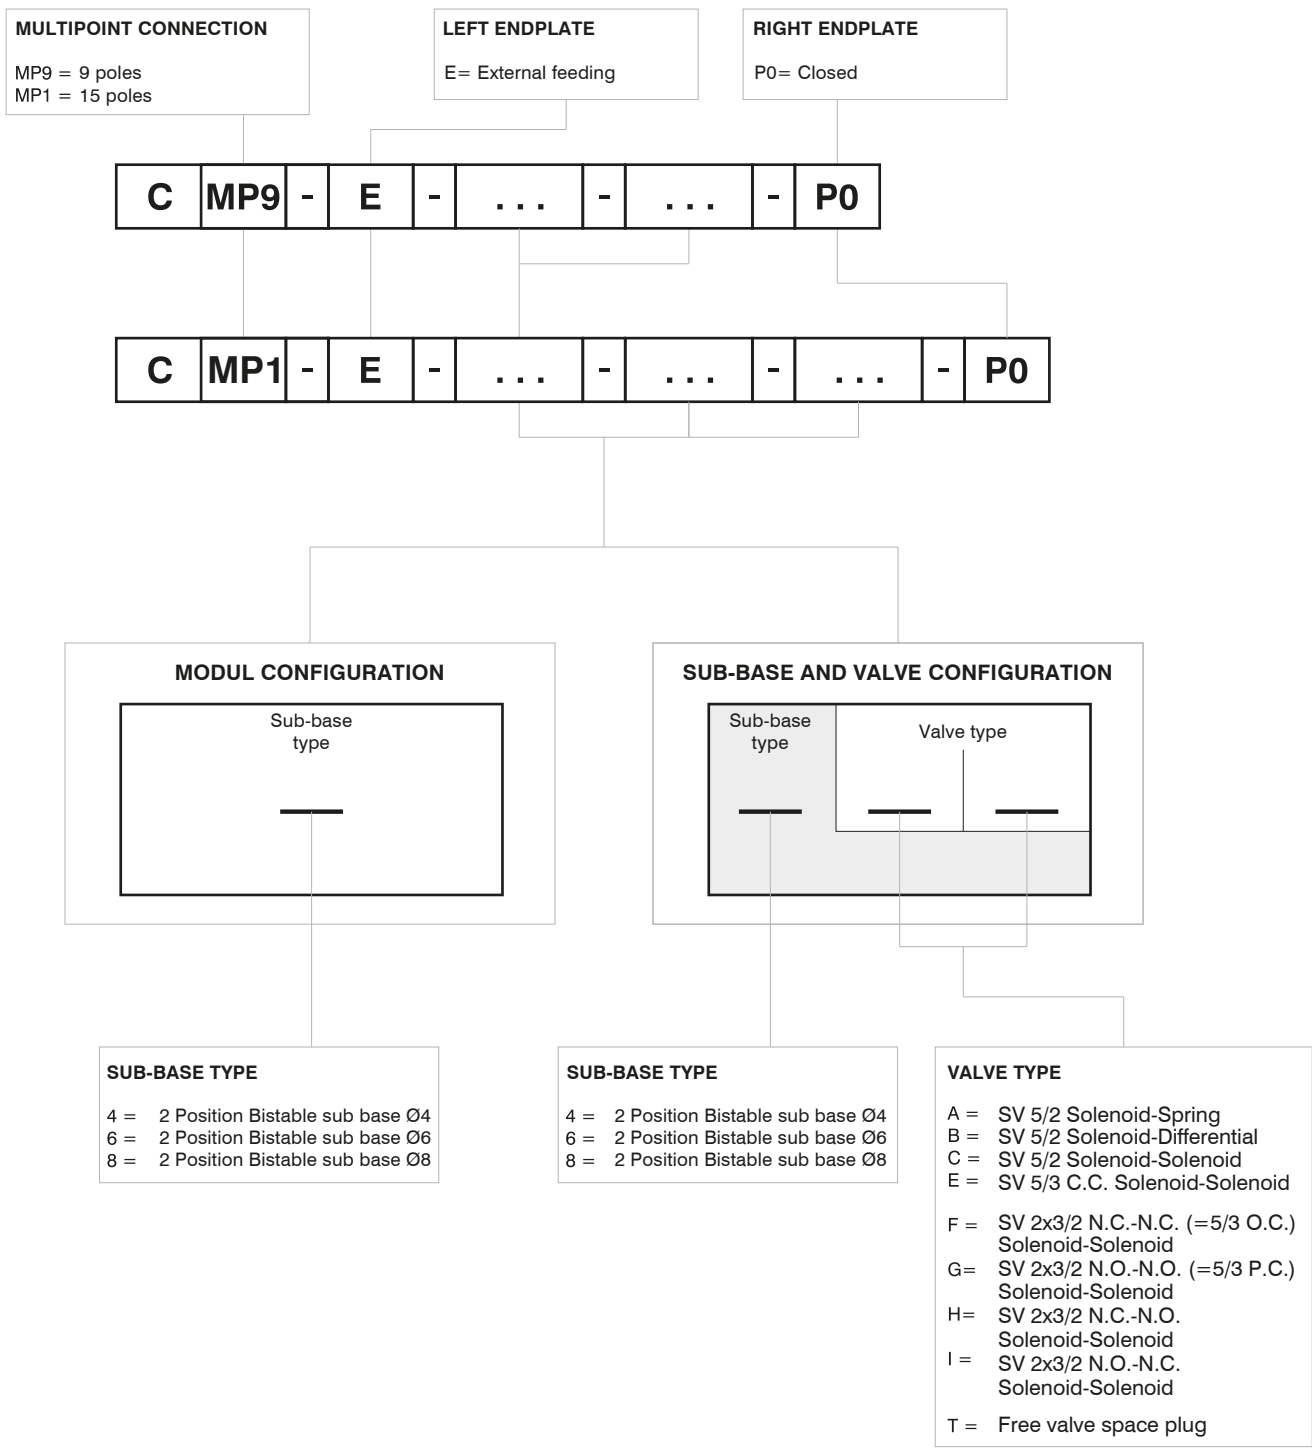 MULTIPOINT CONNECTION
MP9 = 9 poles
MP1 = 15 poles
LEFT ENDPLATE
E= External feeding
RIGHT ENDPLATE
P0= Closed
C MP9 - E - ... - ... - P0
C MP1 - E - ... - ... - ... - P0
MODUL CONFIGURATION
Sub-base
type
SUB-BASE AND VALVE CONFIGURATION
Sub-base
type
Valve type
SUB-BASE TYPE
4 = 2 Position Bistable sub base Ø4
6 = 2 Position Bistable sub base Ø6
8 = 2 Position Bistable sub base Ø8
SUB-BASE TYPE
4 = 2 Position Bistable sub base Ø4
6 = 2 Position Bistable sub base Ø6
8 = 2 Position Bistable sub base Ø8
VALVE TYPE
A = SV 5/2 Solenoid-Spring
B = SV 5/2 Solenoid-Differential
C = SV 5/2 Solenoid-Solenoid
E = SV 5/3 C.C. Solenoid-Solenoid
F = SV 2x3/2 N.C.-N.C. (=5/3 O.C.)
Solenoid-Solenoid
G= SV 2x3/2 N.O.-N.O. (=5/3 P.C.)
Solenoid-Solenoid
H= SV 2x3/2 N.C.-N.O.
Solenoid-Solenoid
I = SV 2x3/2 N.O.-N.C.
Solenoid-Solenoid
T = Free valve space plug